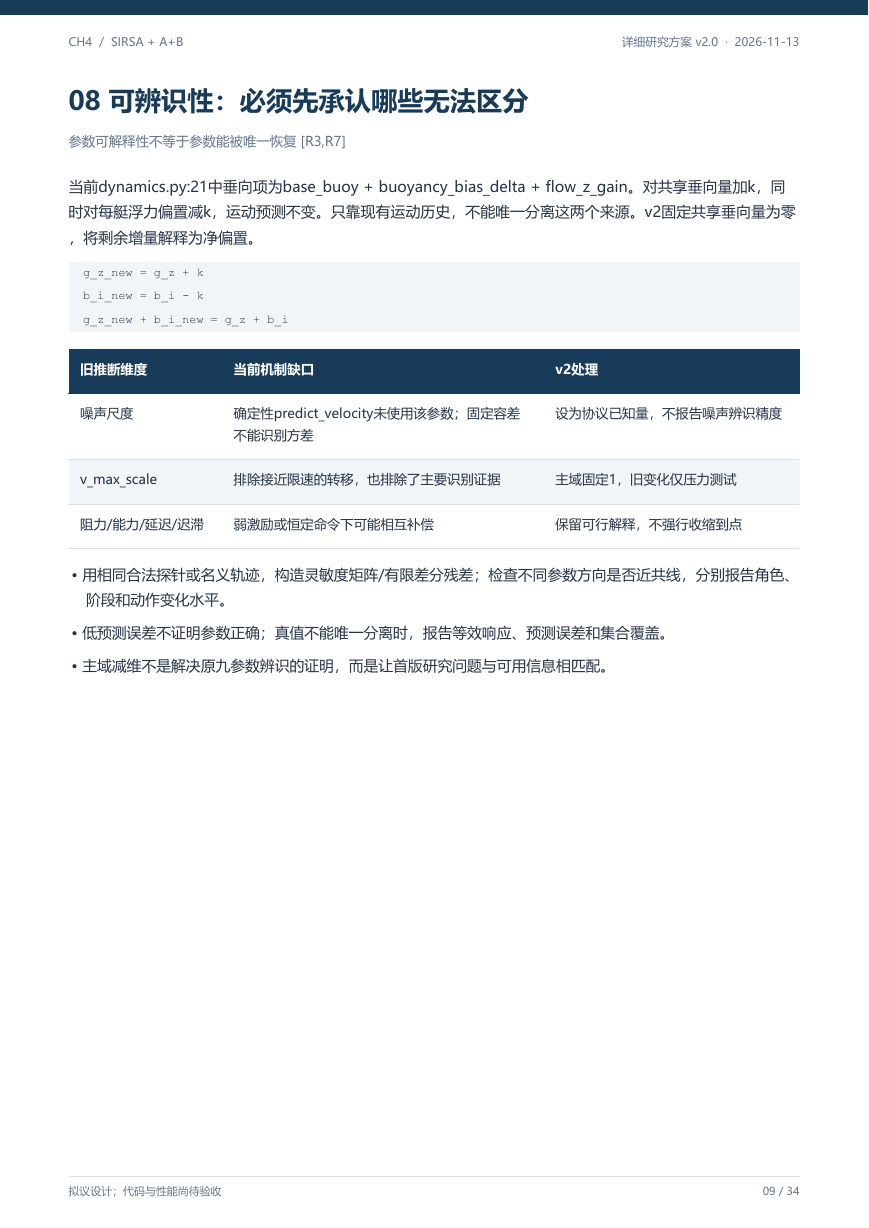 CH4 / SIRSA + A+B
详细研究方案 v2.0 · 2026-11-13
08 可辨识性：必须先承认哪些无法区分
参数可解释性不等于参数能被唯一恢复 [R3,R7]
当前dynamics.py:21中垂向项为base_buoy + buoyancy_bias_delta + flow_z_gain。对共享垂向量加k，同
时对每艇浮力偏置减k，运动预测不变。只靠现有运动历史，不能唯一分离这两个来源。v2固定共享垂向量为零
，将剩余增量解释为净偏置。
g_z_new = g_z + k
b_i_new = b_i - k
g_z_new + b_i_new = g_z + b_i
旧推断维度 当前机制缺口 v2处理
噪声尺度 确定性predict_velocity未使用该参数；固定容差 设为协议已知量，不报告噪声辨识精度
不能识别方差
v_max_scale 排除接近限速的转移，也排除了主要识别证据 主域固定1，旧变化仅压力测试
阻力/能力/延迟/迟滞 弱激励或恒定命令下可能相互补偿 保留可行解释，不强行收缩到点
• 用相同合法探针或名义轨迹，构造灵敏度矩阵/有限差分残差；检查不同参数方向是否近共线，分别报告角色、
阶段和动作变化水平。
• 低预测误差不证明参数正确；真值不能唯一分离时，报告等效响应、预测误差和集合覆盖。
• 主域减维不是解决原九参数辨识的证明，而是让首版研究问题与可用信息相匹配。
拟议设计；代码与性能尚待验收
09 / 34